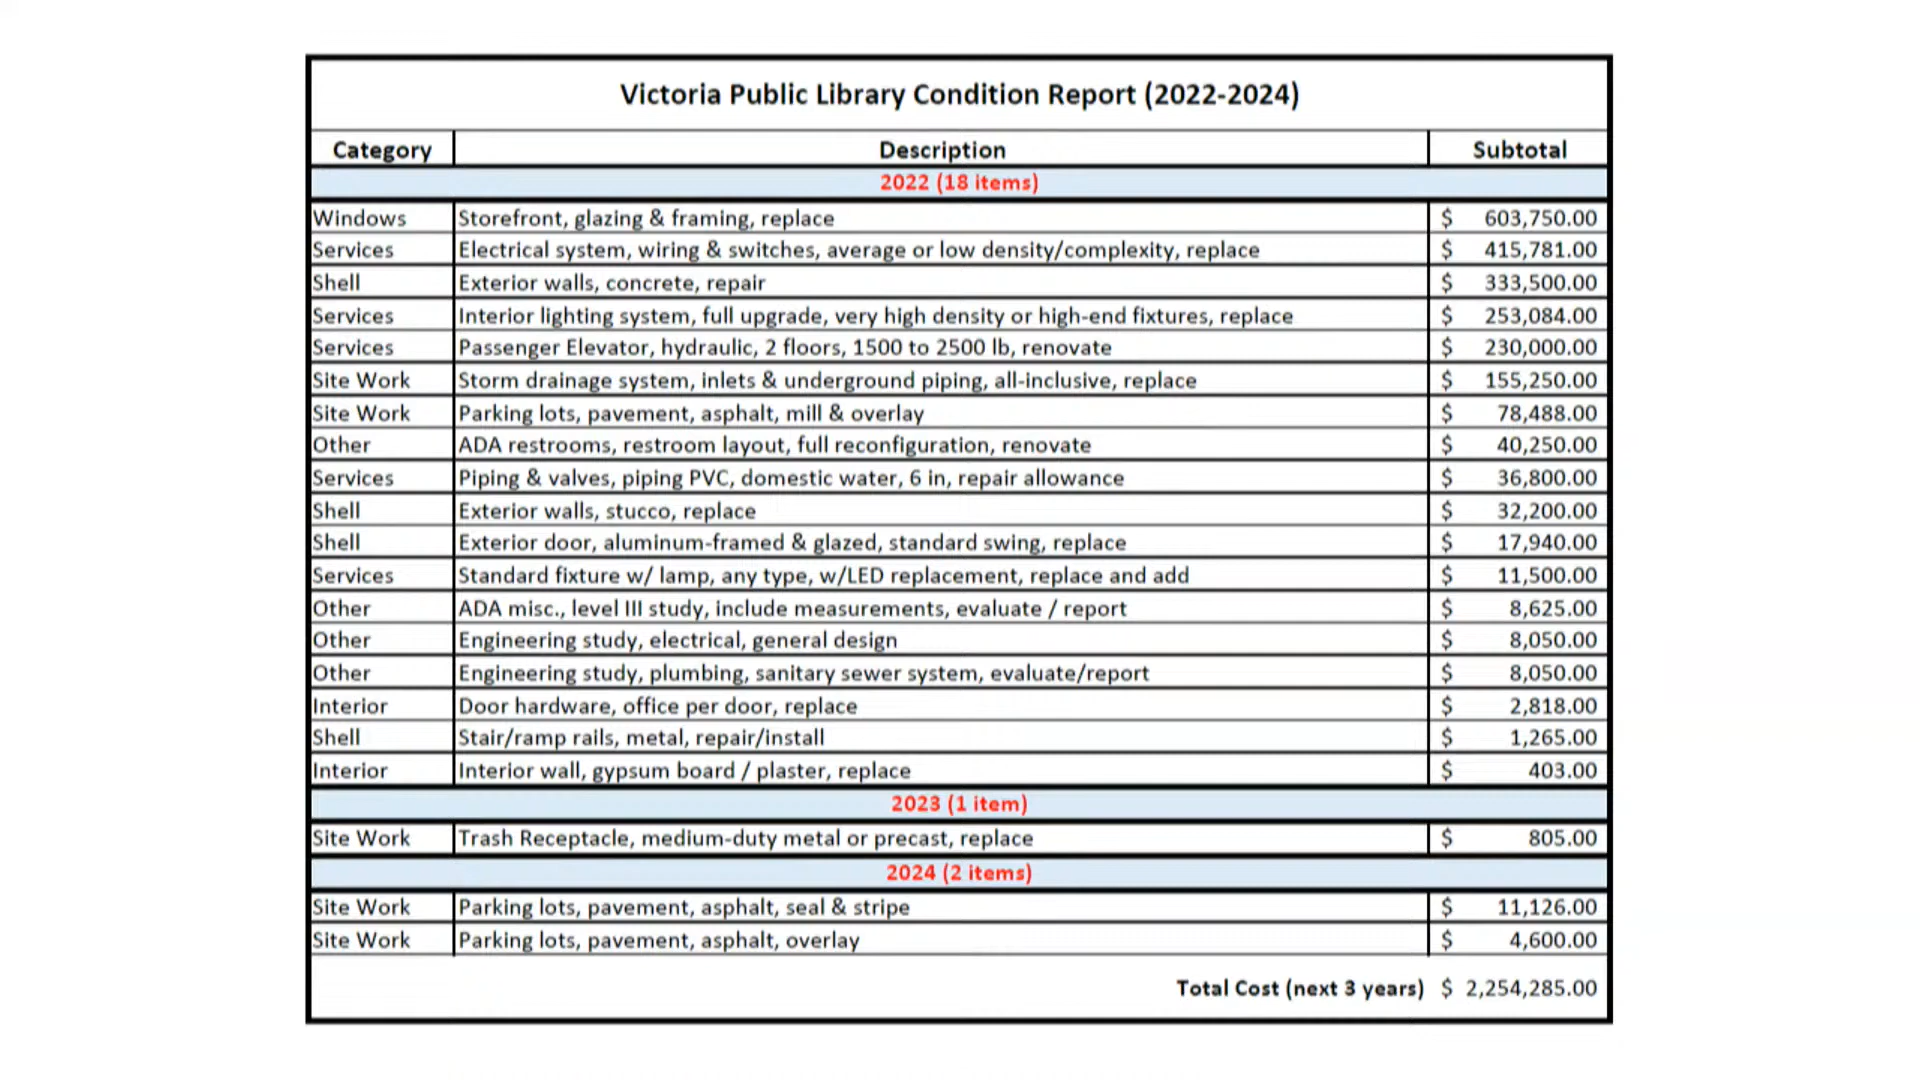 Victoria Public Library Condition Report (2022-2024)
Category Description Subtotal
2022 (18 items)
Windows Storefront, glazing & framing, replace $ 603,750.00
Services Electrical system, wiring & switches, average or low density/complexity, replace $ 415,781.00
Shell Exterior walls, concrete, repair $ 333,500.00
Services Interior lighting system, full upgrade, very high density or high-end fixtures, replace $ 253,084.00
Services Passenger Elevator, hydraulic, 2 floors, 1500 to 2500 lb, renovate $ 230,000.00
Site Work Storm drainage system, inlets & underground piping, all-inclusive, replace $ 155,250.00
Site Work Parking lots, pavement, asphalt, mill & overlay $ 78,488.00
Other ADA restrooms, restroom layout, full reconfiguration, renovate $ 40,250.00
Services Piping & valves, piping PVC, domestic water, 6 in, repair allowance $ 36,800.00
Shell Exterior walls, stucco, replace $ 32,200.00
Shell Exterior door, aluminum-framed & glazed, standard swing, replace $ 17,940.00
Services Standard fixture w/ lamp, any type, w/LED replacement, replace and add $ 11,500.00
Other ADA misc., level III study, include measurements, evaluate / report $ 8,625.00
Other Engineering study, electrical, general design $ 8,050.00
Other Engineering study, plumbing, sanitary sewer system, evaluate/report $ 8,050.00
Interior Door hardware, office per door, replace $ 2,818.00
Shell Stair/ramp rails, metal, repair/install $ 1,265.00
Interior Interior wall, gypsum board / plaster, replace $ 403.00
2023 (1 item)
Site Work Trash Receptacle, medium-duty metal or precast, replace $ 805.00
2024 (2 items)
Site Work Parking lots, pavement, asphalt, seal & stripe $ 11,126.00
Site Work Parking lots, pavement, asphalt, overlay $ 4,600.00
Total Cost (next 3 years) $ 2,254,285.00